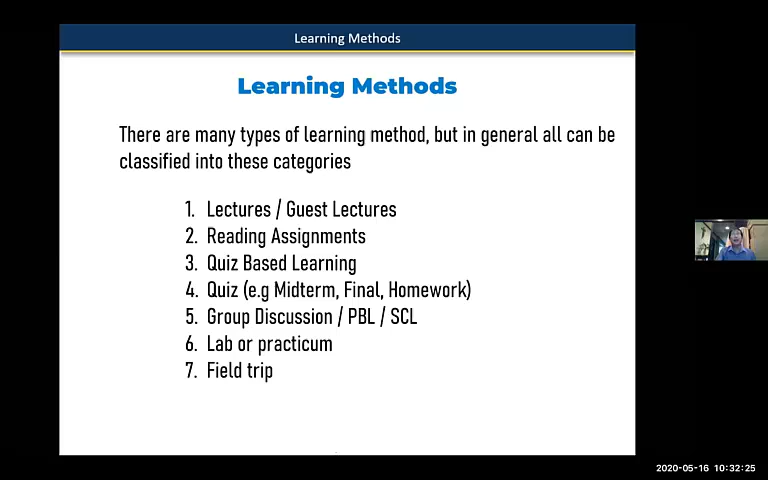 Learning Methods
Learning Methods
There are many types of learning method, but in general all can be
classified into these categories
1. Lectures / Guest Lectures
2. Reading Assignments
3. Quiz Based Learning
4. Quiz (e.g Midterm, Final, Homework)
5. Group Discussion / PBL / SCL
6. Lab or practicum
7. Field trip
2020-05-16 10:32:25